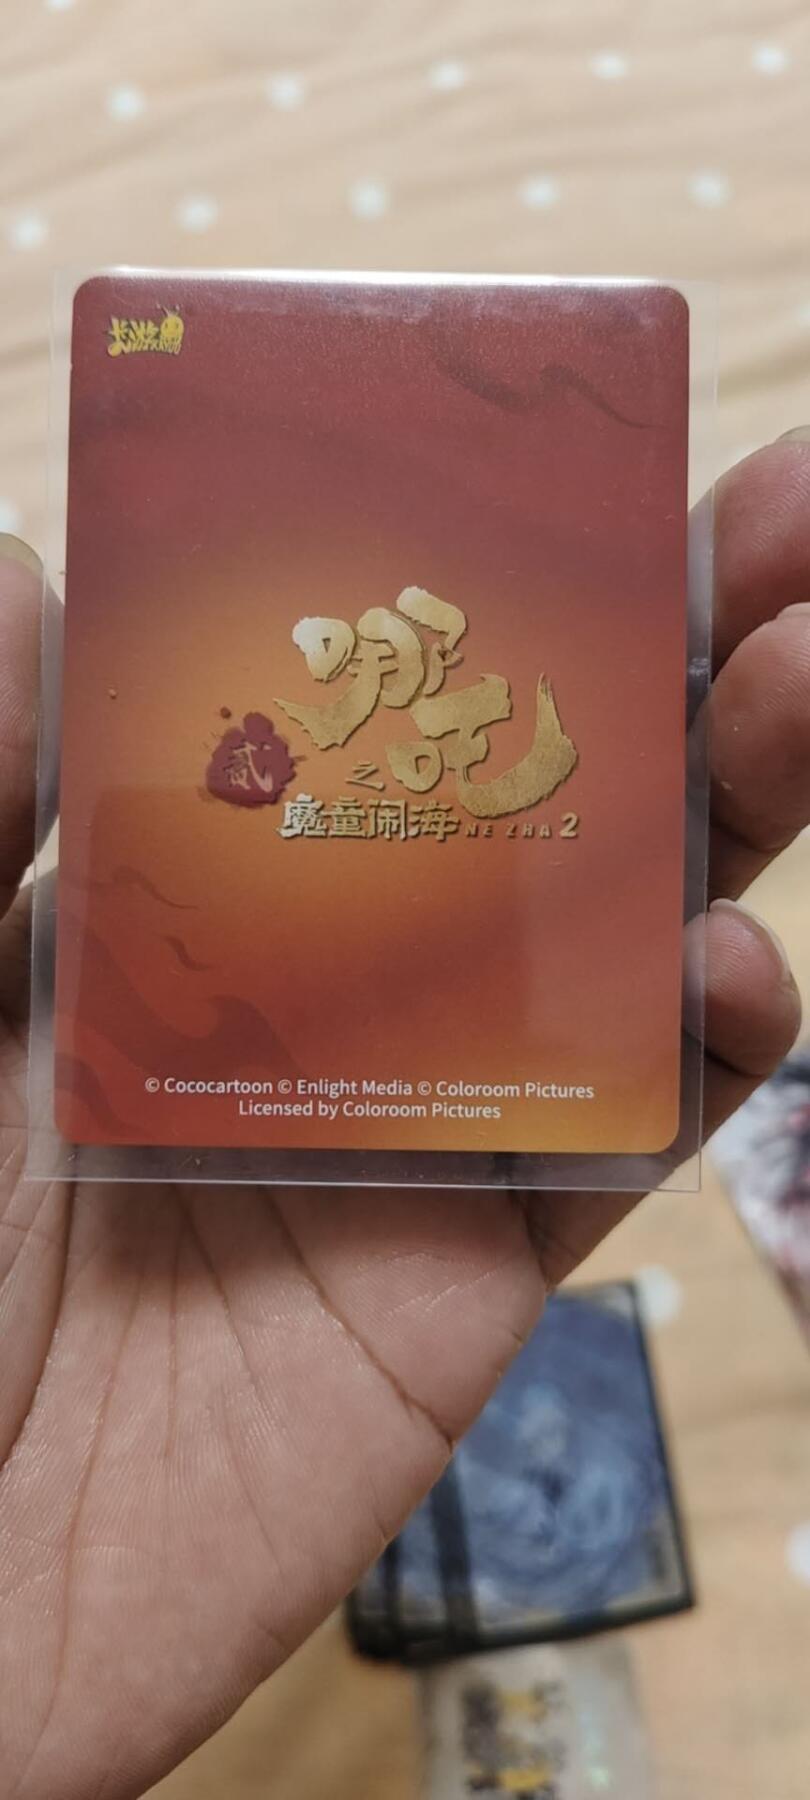 卡游
KAYOU
哪吒
贰
之
魔童闹海 NE ZHA 2
© Cococartoon © Enlight Media © Coloroom Pictures
Licensed by Coloroom Pictures